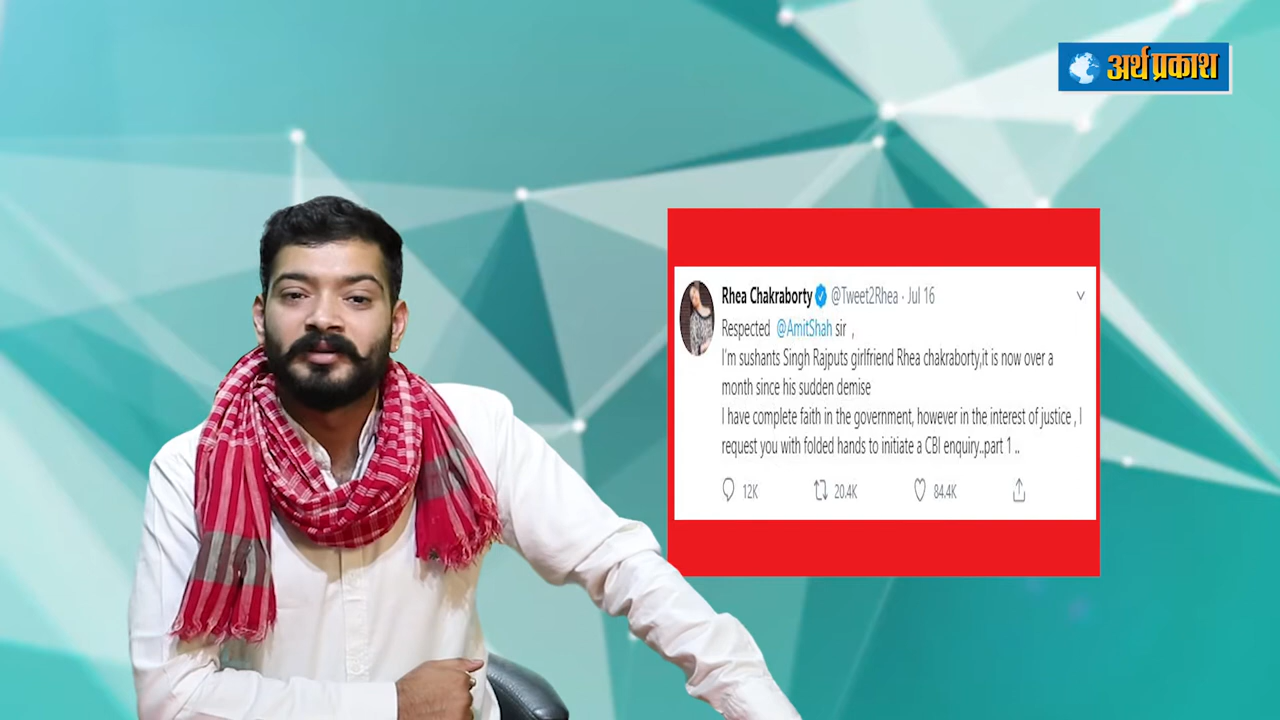 अर्थ प्रकाश
Rhea Chakraborty @Tweet2Rhea · Jul 16
Respected @AmitShah sir ,
I'm sushants Singh Rajputs girlfriend Rhea chakraborty,it is now over a
month since his sudden demise
I have complete faith in the government, however in the interest of justice , I
request you with folded hands to initiate a CBI enquiry..part 1 ..
12K 20.4K 84.4K